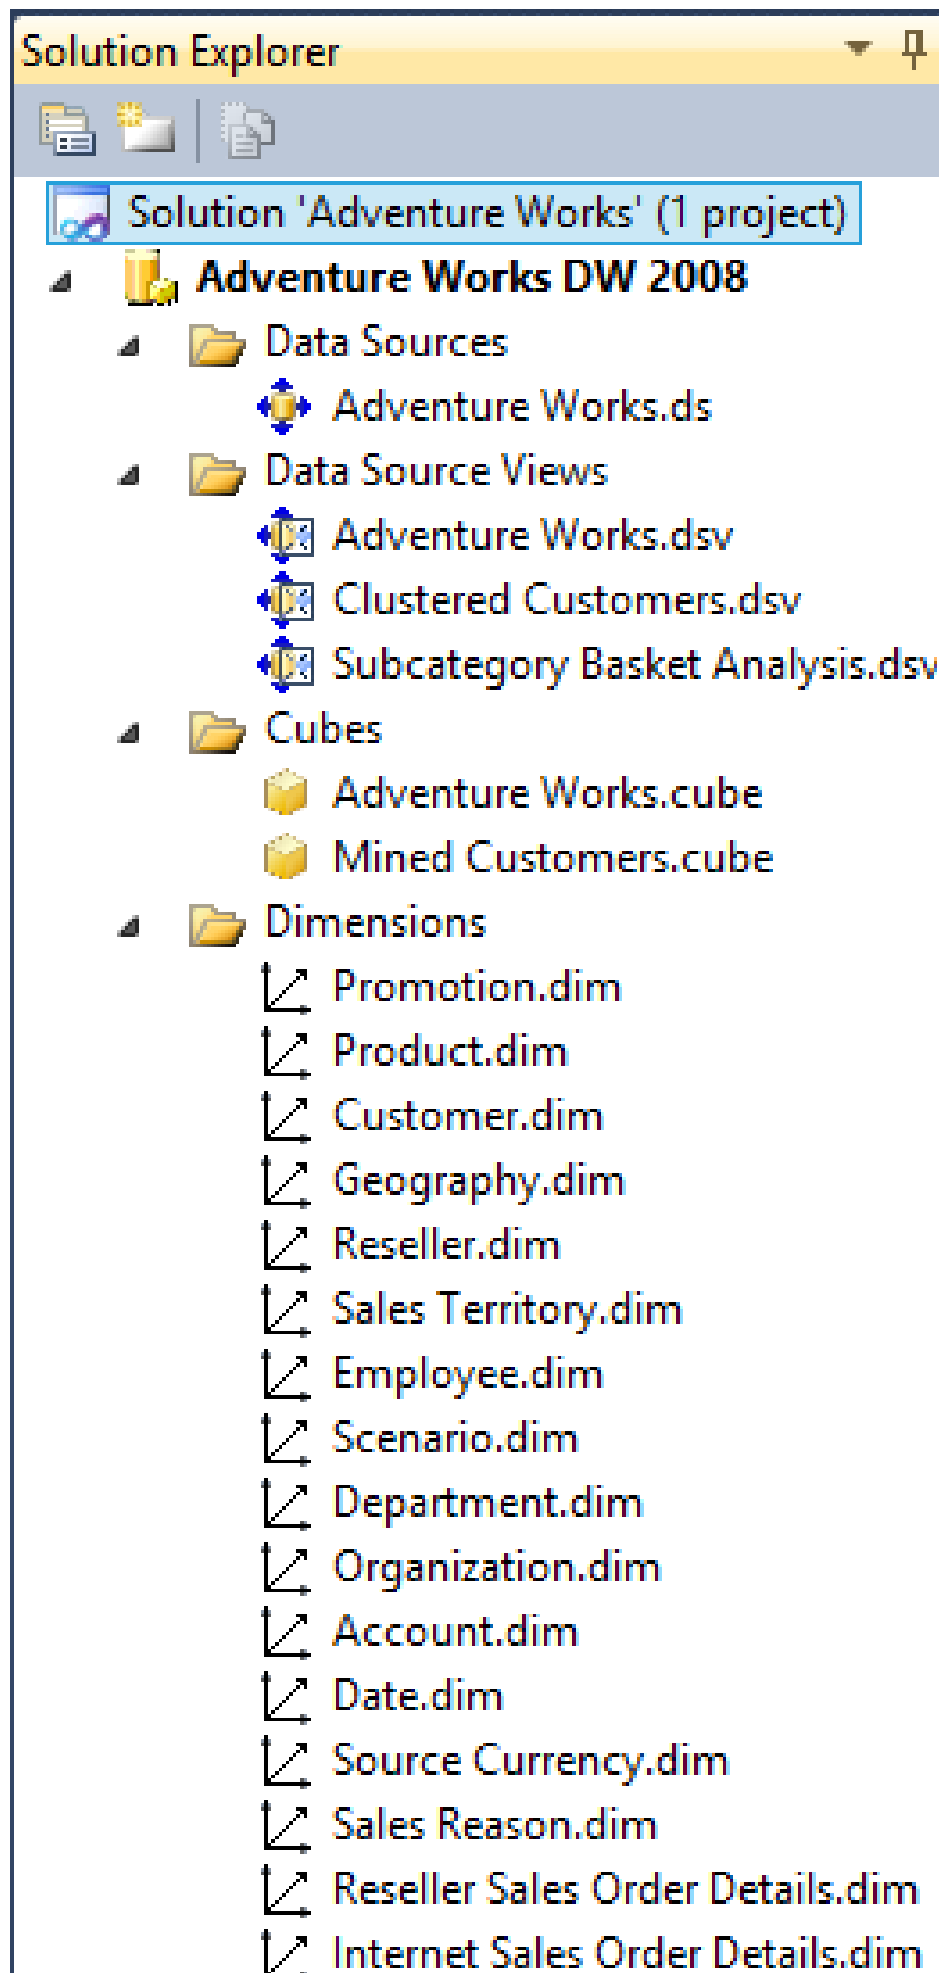 Solution Explorer
Solution 'Adventure Works' (1 project)
Adventure Works DW 2008
Data Sources
Adventure Works.ds
Data Source Views
Adventure Works.dsv
Clustered Customers.dsv
Subcategory Basket Analysis.dsv
Cubes
Adventure Works.cube
Mined Customers.cube
Dimensions
Promotion.dim
Product.dim
Customer.dim
Geography.dim
Reseller.dim
Sales Territory.dim
Employee.dim
Scenario.dim
Department.dim
Organization.dim
Account.dim
Date.dim
Source Currency.dim
Sales Reason.dim
Reseller Sales Order Details.dim
Internet Sales Order Details.dim